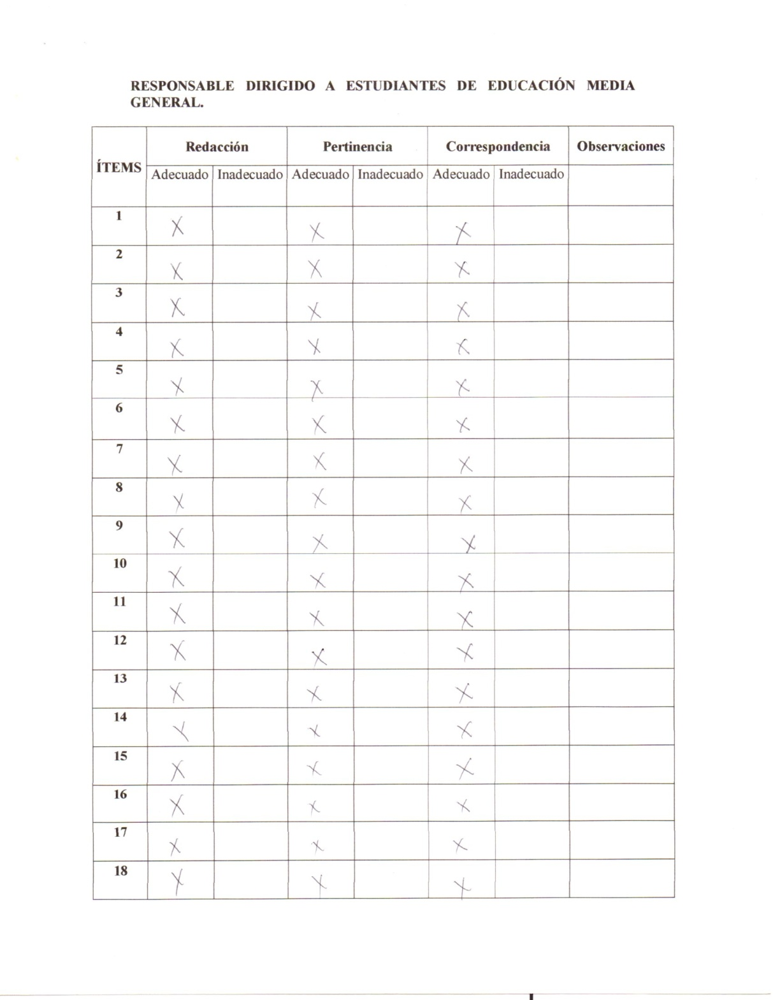 RESPONSABLE DIRIGIDO A ESTUDIANTES DE EDUCACIÓN MEDIA
GENERAL.
ÍTEMS Redacción Pertinencia Correspondencia Observaciones
Adecuado Inadecuado Adecuado Inadecuado Adecuado Inadecuado
1 X X X
2 X X X
3 X X X
4 X X X
5 X X X
6 X X X
7 X X X
8 X X X
9 X X X
10 X X X
11 X X X
12 X X X
13 X X X
14 X X X
15 X X X
16 X X X
17 X X X
18 X X X